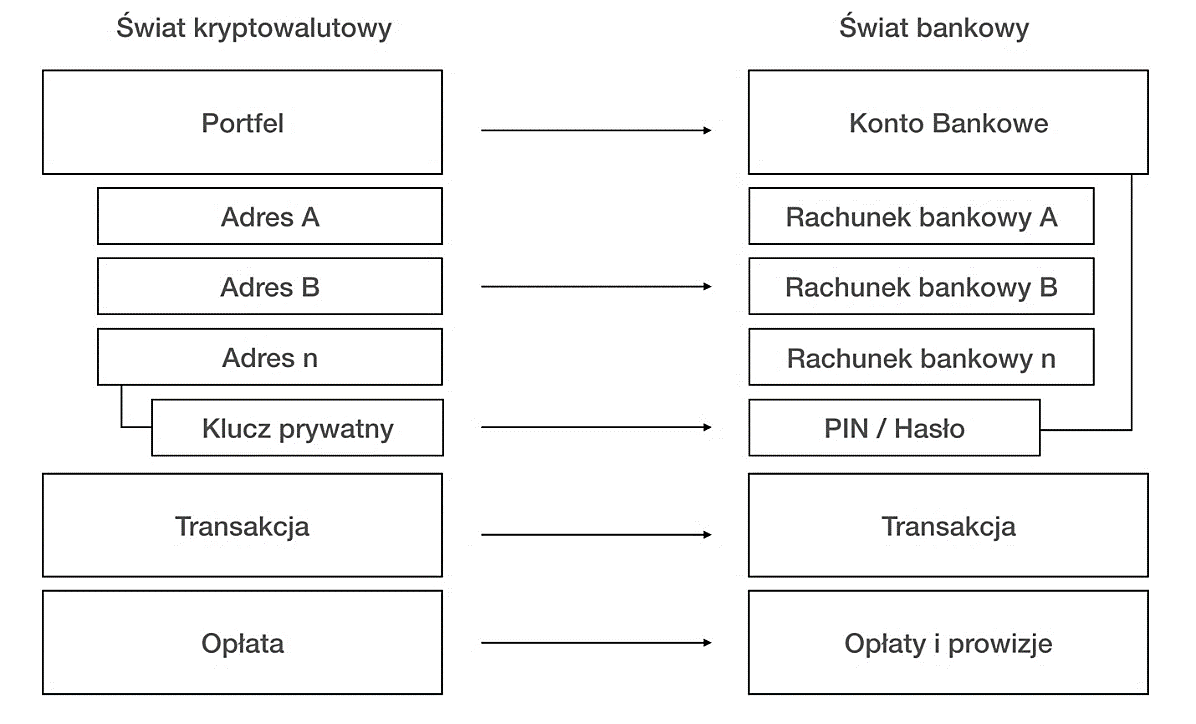 Świat kryptowalutowy
Świat bankowy
Portfel
Konto Bankowe
Adres A
Rachunek bankowy A
Adres B
Rachunek bankowy B
Adres n
Rachunek bankowy n
Klucz prywatny
PIN / Hasło
Transakcja
Transakcja
Opłata
Opłaty i prowizje